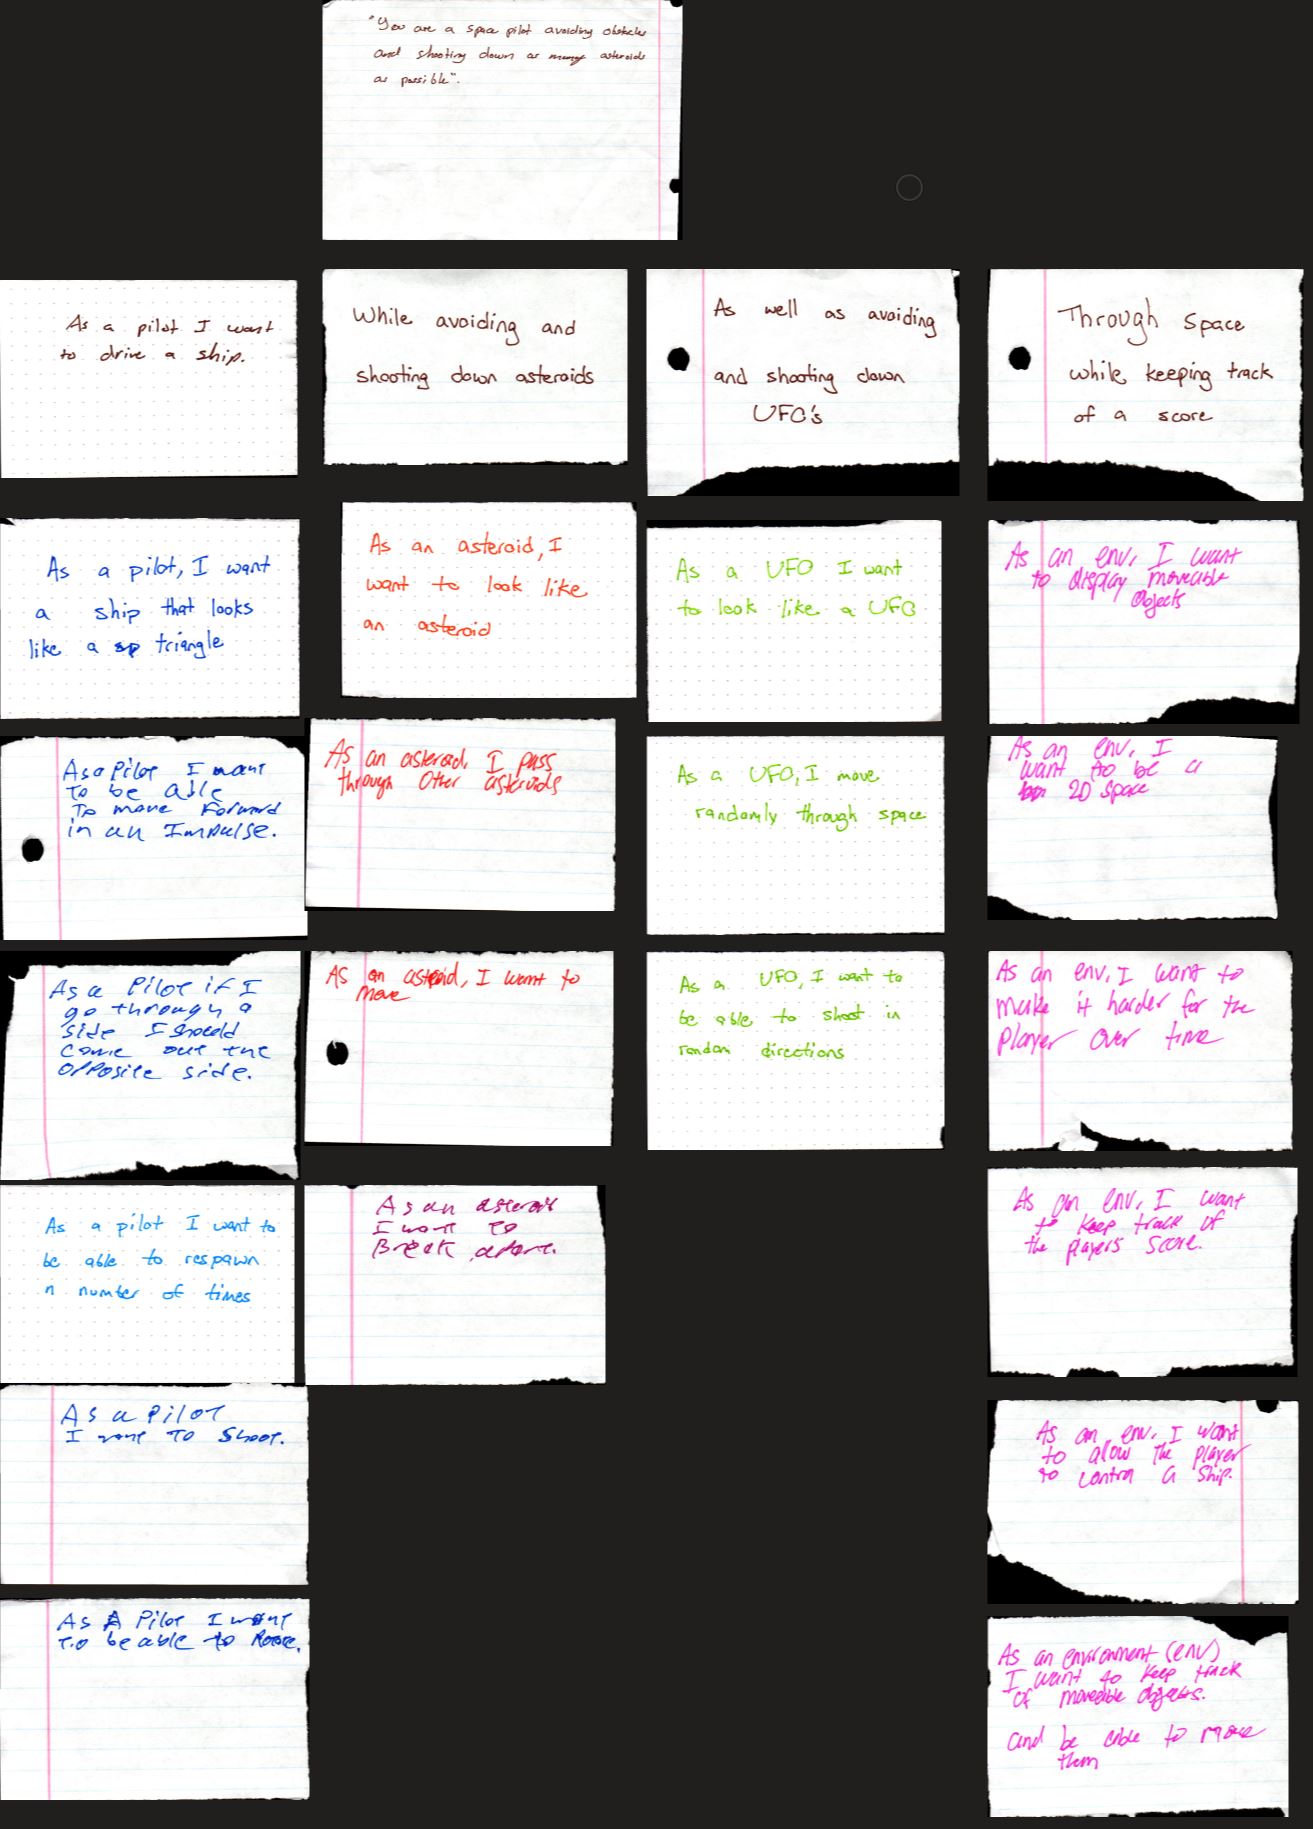 "You are a space pilot avoiding obstacles
and shooting down as many asteroids
as possible".
As a pilot I want
to drive a ship.
While avoiding and
shooting down asteroids
As well as avoiding
and shooting down
UFO's
Through space
while keeping track
of a score
As a pilot, I want
a ship that looks
like a triangle
As an asteroid, I
want to look like
an asteroid
As a UFO I want
to look like a UFO
As an env, I want
to display moveable
objects
As a Pilot I want
to be able
To move Forward
in an Impulse.
As an asteroid, I pass
through other asteroids
As a UFO, I move
randomly through space
As an env, I
want to be a
2D space
As a Pilot if I
go through a
side I should
come out the
opposite side.
As an asteroid, I want to
move
As a UFO, I want to
be able to shoot in
random directions
As an env, I want to
make it harder for the
player over time
As a pilot I want to
be able to respawn
n number of times
As an asteroid
I want to
Break apart.
As an env, I want
to keep track of
the players score.
As a Pilot
I want To Shoot.
As an env, I want
to allow the player
to control a ship.
As A Pilot I want
To be able to Rotate.
As an environment (env)
I want to keep track
of moveable objects.
and be able to move
them